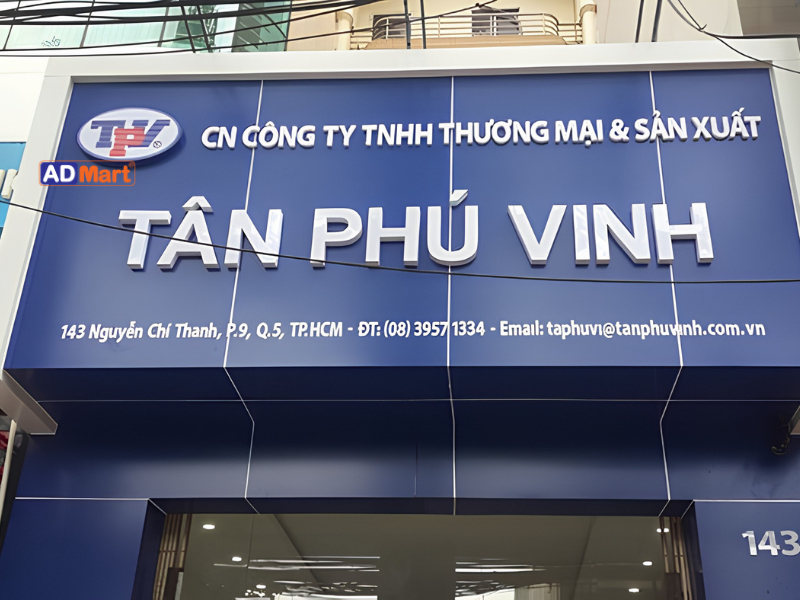 TPV ®
CN CÔNG TY TNHH THƯƠNG MẠI & SẢN XUẤT
AD Mart
TÂN PHÚ VINH
143 Nguyễn Chí Thanh, P.9, Q.5, TP.HCM - ĐT: (08) 3957 1334 - Email: taphuvi@tanphuvinh.com.vn
143